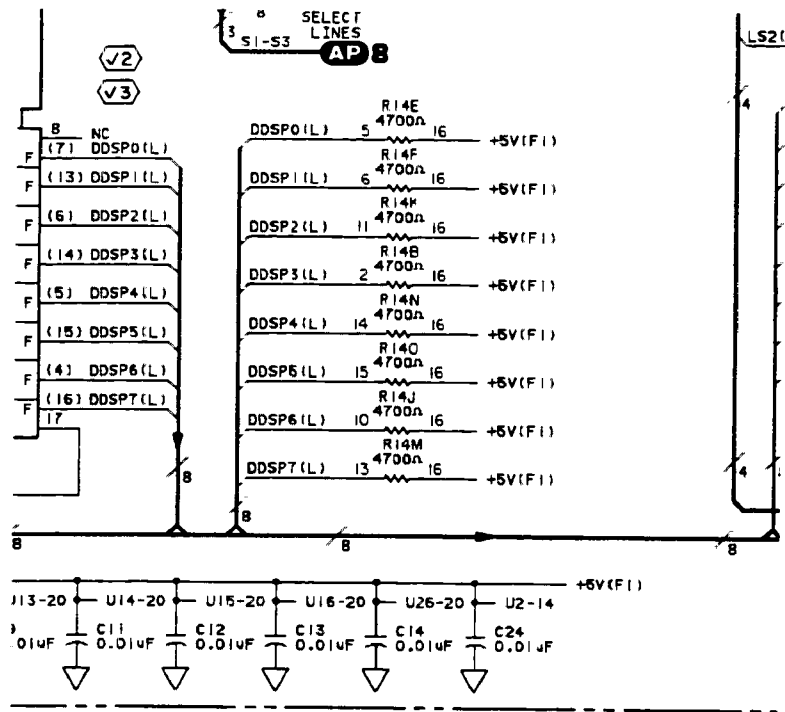 8 SELECT
LINES
3 S1-S3
AP 8
LS2(
√2
√3
4
8 NC
F (7) DDSP0(L)
F (13) DDSP1(L)
F (6) DDSP2(L)
F (14) DDSP3(L)
F (5) DDSP4(L)
F (15) DDSP5(L)
F (4) DDSP6(L)
F (16) DDSP7(L)
17
8
R14E
4700Ω
DDSP0(L) 5 16 +5V(F1)
R14F
4700Ω
DDSP1(L) 6 16 +5V(F1)
R14K
4700Ω
DDSP2(L) 11 16 +5V(F1)
R14B
4700Ω
DDSP3(L) 2 16 +5V(F1)
R14N
4700Ω
DDSP4(L) 14 16 +5V(F1)
R14O
4700Ω
DDSP5(L) 15 16 +5V(F1)
R14J
4700Ω
DDSP6(L) 10 16 +5V(F1)
R14M
4700Ω
DDSP7(L) 13 16 +5V(F1)
8
4
8 8 8
+5V(F1)
U13-20 U14-20 U15-20 U16-20 U26-20 U2-14
C11 C12 C13 C14 C24
.01uF 0.01uF 0.01uF 0.01uF 0.01uF 0.01uF